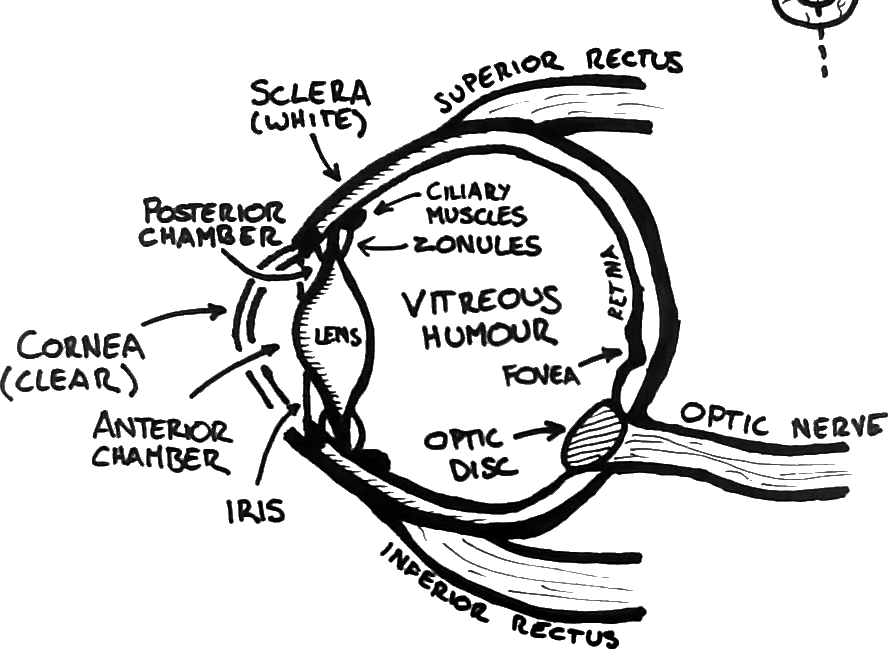 SUPERIOR RECTUS
SCLERA
(WHITE)
CILIARY
MUSCLES
POSTERIOR
CHAMBER
ZONULES
RETINA
VITREOUS
HUMOUR
LENS
CORNEA
(CLEAR)
FOVEA
ANTERIOR
CHAMBER
OPTIC NERVE
OPTIC
DISC
IRIS
INFERIOR RECTUS